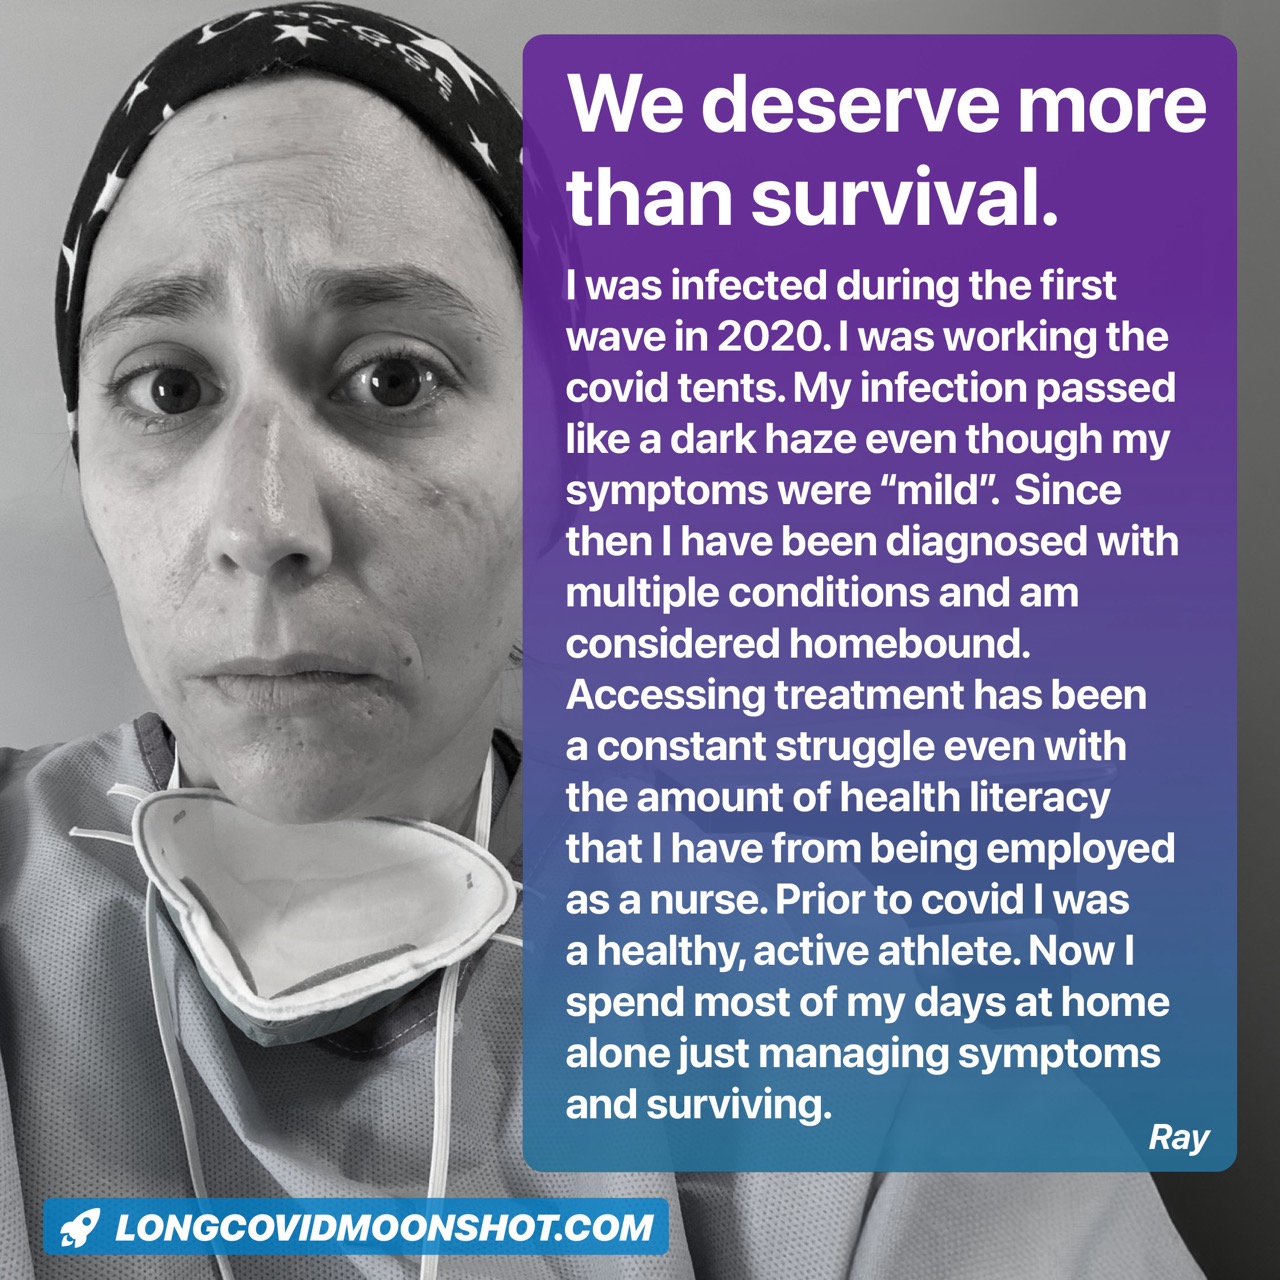 We deserve more
than survival.
I was infected during the first
wave in 2020. I was working the
covid tents. My infection passed
like a dark haze even though my
symptoms were “mild”.  Since
then I have been diagnosed with
multiple conditions and am
considered homebound.
Accessing treatment has been
a constant struggle even with
the amount of health literacy
that I have from being employed
as a nurse. Prior to covid I was
a healthy, active athlete. Now I
spend most of my days at home
alone just managing symptoms
and surviving.
Ray
LONGCOVIDMOONSHOT.COM